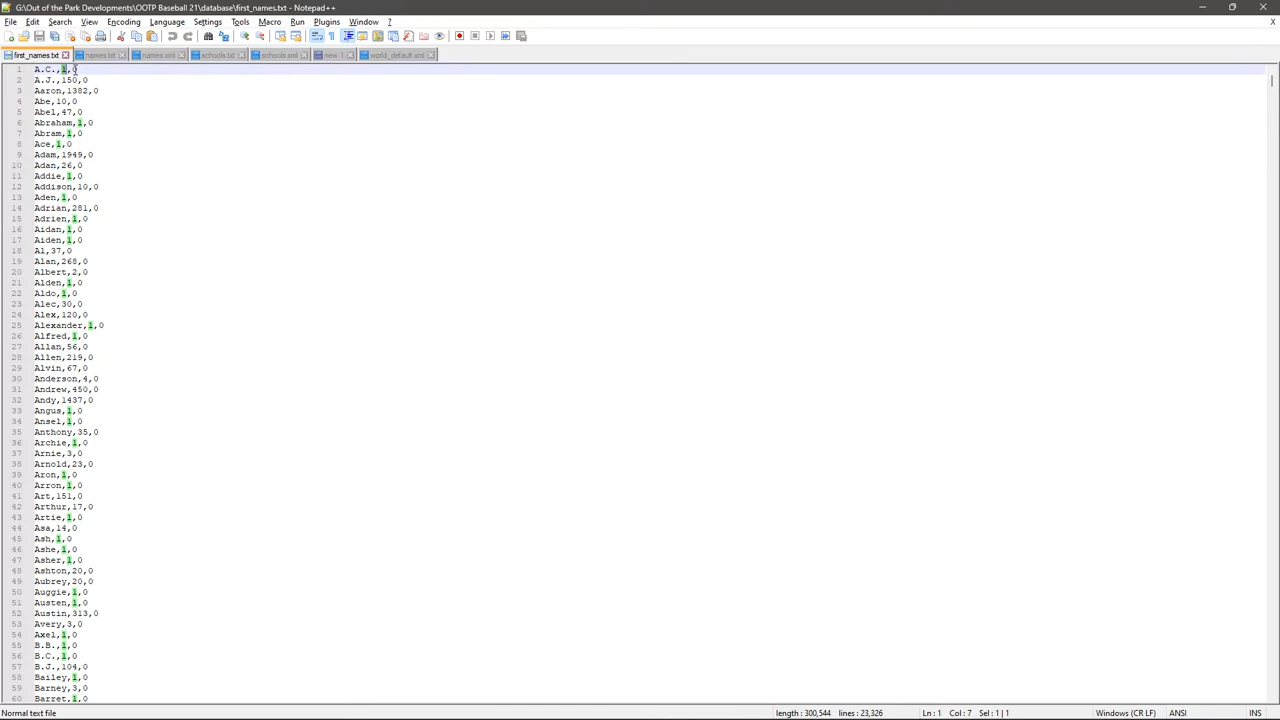 G:\Out of the Park Developments\OOTP Baseball 21\database\first_names.txt - Notepad++
File Edit Search View Encoding Language Settings Tools Macro Run Plugins Window ?
first_names.txt names.txt names.xml schools.txt schools.xml new 1 world_default.xml
1 A.C.,1,0
2 A.J.,150,0
3 Aaron,1382,0
4 Abe,10,0
5 Abel,47,0
6 Abraham,1,0
7 Abram,1,0
8 Ace,1,0
9 Adam,1949,0
10 Adan,26,0
11 Addie,1,0
12 Addison,10,0
13 Aden,1,0
14 Adrian,281,0
15 Adrien,1,0
16 Aidan,1,0
17 Aiden,1,0
18 Al,37,0
19 Alan,268,0
20 Albert,2,0
21 Alden,1,0
22 Aldo,1,0
23 Alec,30,0
24 Alex,120,0
25 Alexander,1,0
26 Alfred,1,0
27 Allan,56,0
28 Allen,219,0
29 Alvin,67,0
30 Anderson,4,0
31 Andrew,450,0
32 Andy,1437,0
33 Angus,1,0
34 Ansel,1,0
35 Anthony,35,0
36 Archie,1,0
37 Arnie,3,0
38 Arnold,23,0
39 Aron,1,0
40 Arron,1,0
41 Art,151,0
42 Arthur,17,0
43 Artie,1,0
44 Asa,14,0
45 Ash,1,0
46 Ashe,1,0
47 Asher,1,0
48 Ashton,20,0
49 Aubrey,20,0
50 Auggie,1,0
51 Austen,1,0
52 Austin,313,0
53 Avery,3,0
54 Axel,1,0
55 B.B.,1,0
56 B.C.,1,0
57 B.J.,104,0
58 Bailey,1,0
59 Barney,3,0
60 Barret,1,0
Normal text file length : 300,544 lines : 23,326 Ln : 1 Col : 7 Sel : 1 | 1 Windows (CR LF) ANSI INS